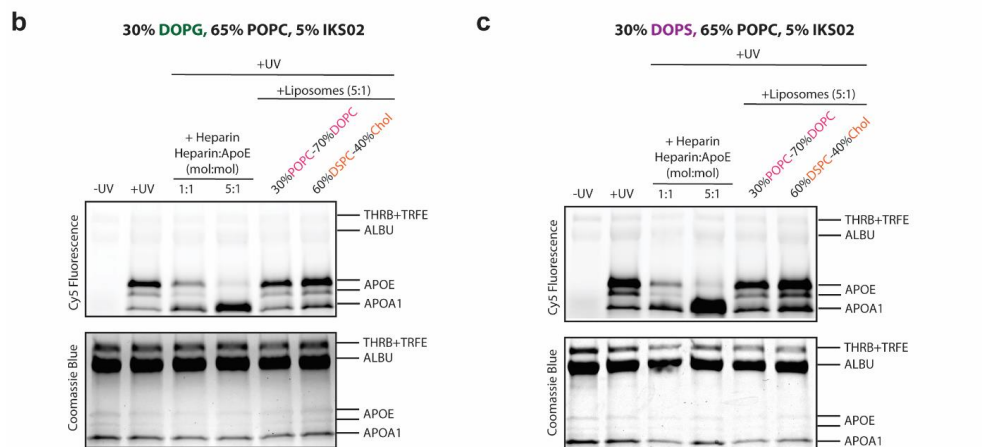 b
30% DOPG, 65% POPC, 5% IKS02
+UV
+Liposomes (5:1)
+ Heparin
Heparin:ApoE
(mol:mol)
30%POPC-70%DOPC
60%DSPC-40%Chol
-UV +UV 1:1 5:1
Cy5 Fluorescence
THRB+TRFE
ALBU
APOE
APOA1
Coomassie Blue
THRB+TRFE
ALBU
APOE
APOA1
c
30% DOPS, 65% POPC, 5% IKS02
+UV
+Liposomes (5:1)
+ Heparin
Heparin:ApoE
(mol:mol)
30%POPC-70%DOPC
60%DSPC-40%Chol
-UV +UV 1:1 5:1
Cy5 Fluorescence
THRB+TRFE
ALBU
APOE
APOA1
Coomassie Blue
THRB+TRFE
ALBU
APOE
APOA1